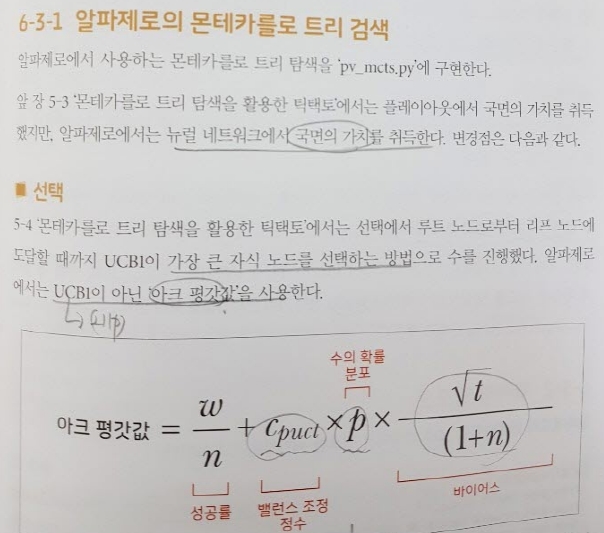 6-3-1 알파제로의 몬테카를로 트리 검색
알파제로에서 사용하는 몬테카를로 트리 탐색을 'pv_mcts.py'에 구현한다.
앞 장 5-3 '몬테카를로 트리 탐색을 활용한 틱택토'에서는 플레이아웃에서 국면의 가치를 취득
했지만, 알파제로에서는 뉴럴 네트워크에서 국면의 가치를 취득한다. 변경점은 다음과 같다.
■ 선택
5-4 '몬테카를로 트리 탐색을 활용한 틱택토'에서는 선택에서 루트 노드로부터 리프 노드에
도달할 때까지 UCB1이 가장 큰 자식 노드를 선택하는 방법으로 수를 진행했다. 알파제로
에서는 UCB1이 아닌 '아크 평갓값'을 사용한다.
수의 확률
분포
아크 평갓값 = w/n + c_puct × p × √t/(1+n)
성공률
밸런스 조정
정수
바이어스